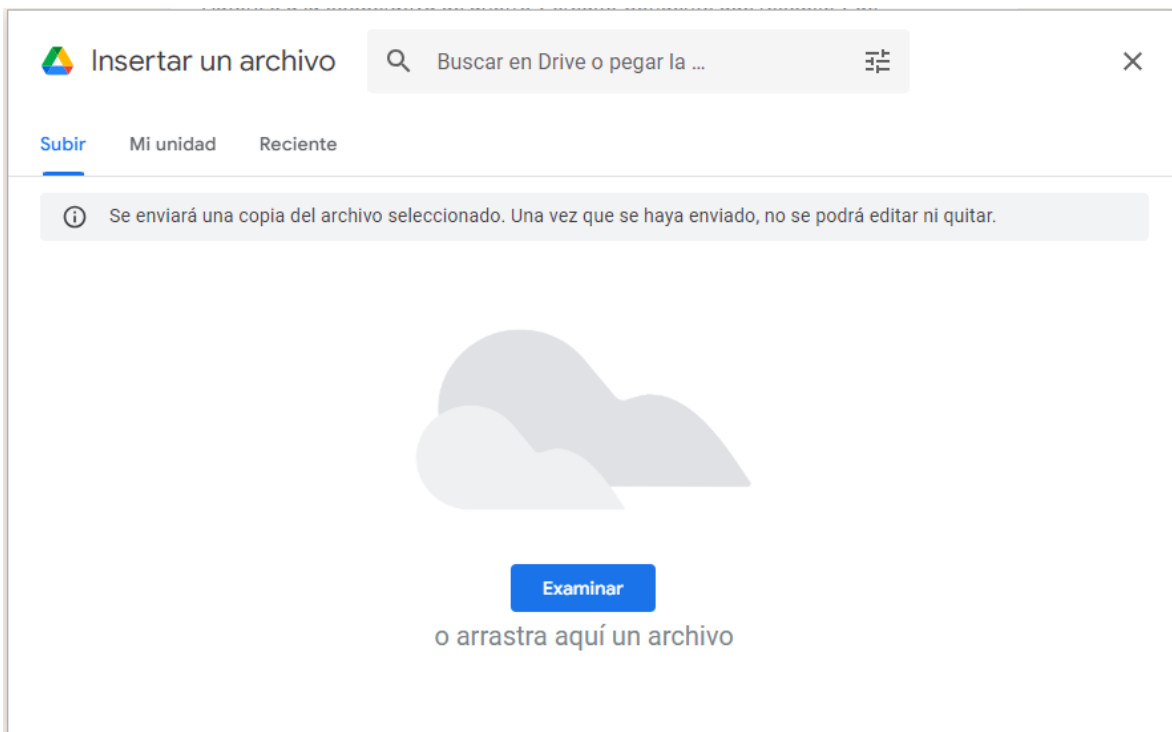 Insertar un archivo
Buscar en Drive o pegar la ...
Subir Mi unidad Reciente
Se enviará una copia del archivo seleccionado. Una vez que se haya enviado, no se podrá editar ni quitar.
Examinar
o arrastra aquí un archivo